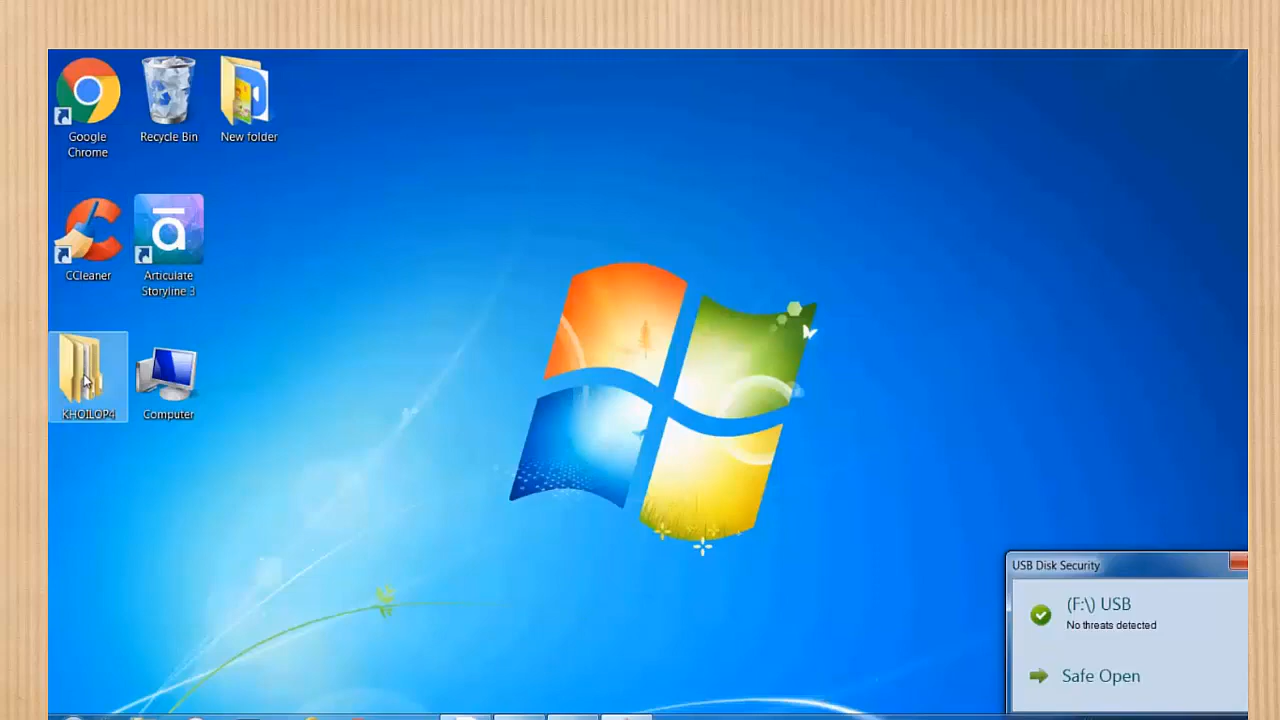 Google
Chrome
Recycle Bin
New folder
CCleaner
ā
Articulate
Storyline 3
KHOILOP4
Computer
USB Disk Security
(F:\) USB
No threats detected
Safe Open